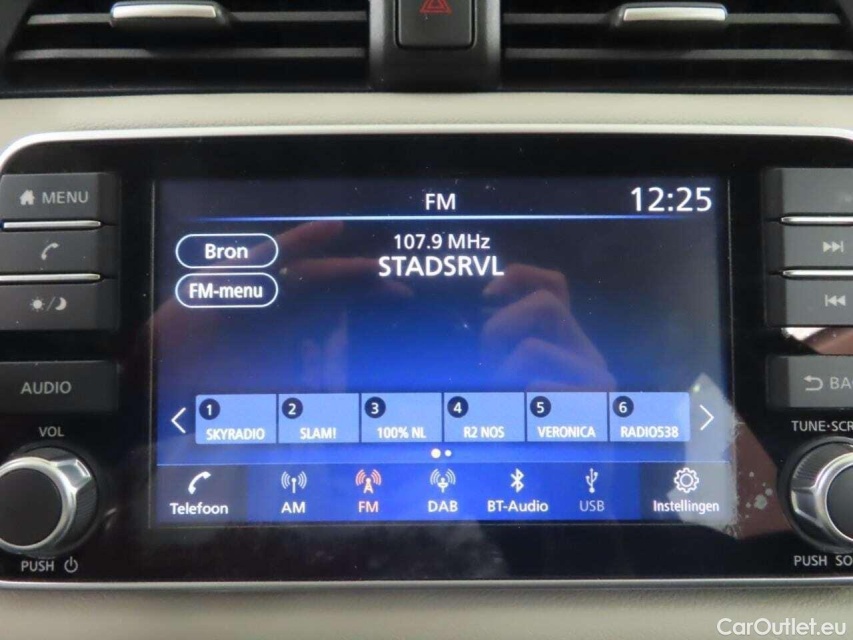 FM
12:25
MENU
Bron
107.9 MHz
STADSRVL
FM-menu
AUDIO
BAC
1 SKYRADIO
2 SLAM!
3 100% NL
4 R2 NOS
5 VERONICA
6 RADIO538
VOL
TUNE·SCR
Telefoon
AM
FM
DAB
BT-Audio
USB
Instellingen
PUSH
PUSH SO
CarOutlet.eu